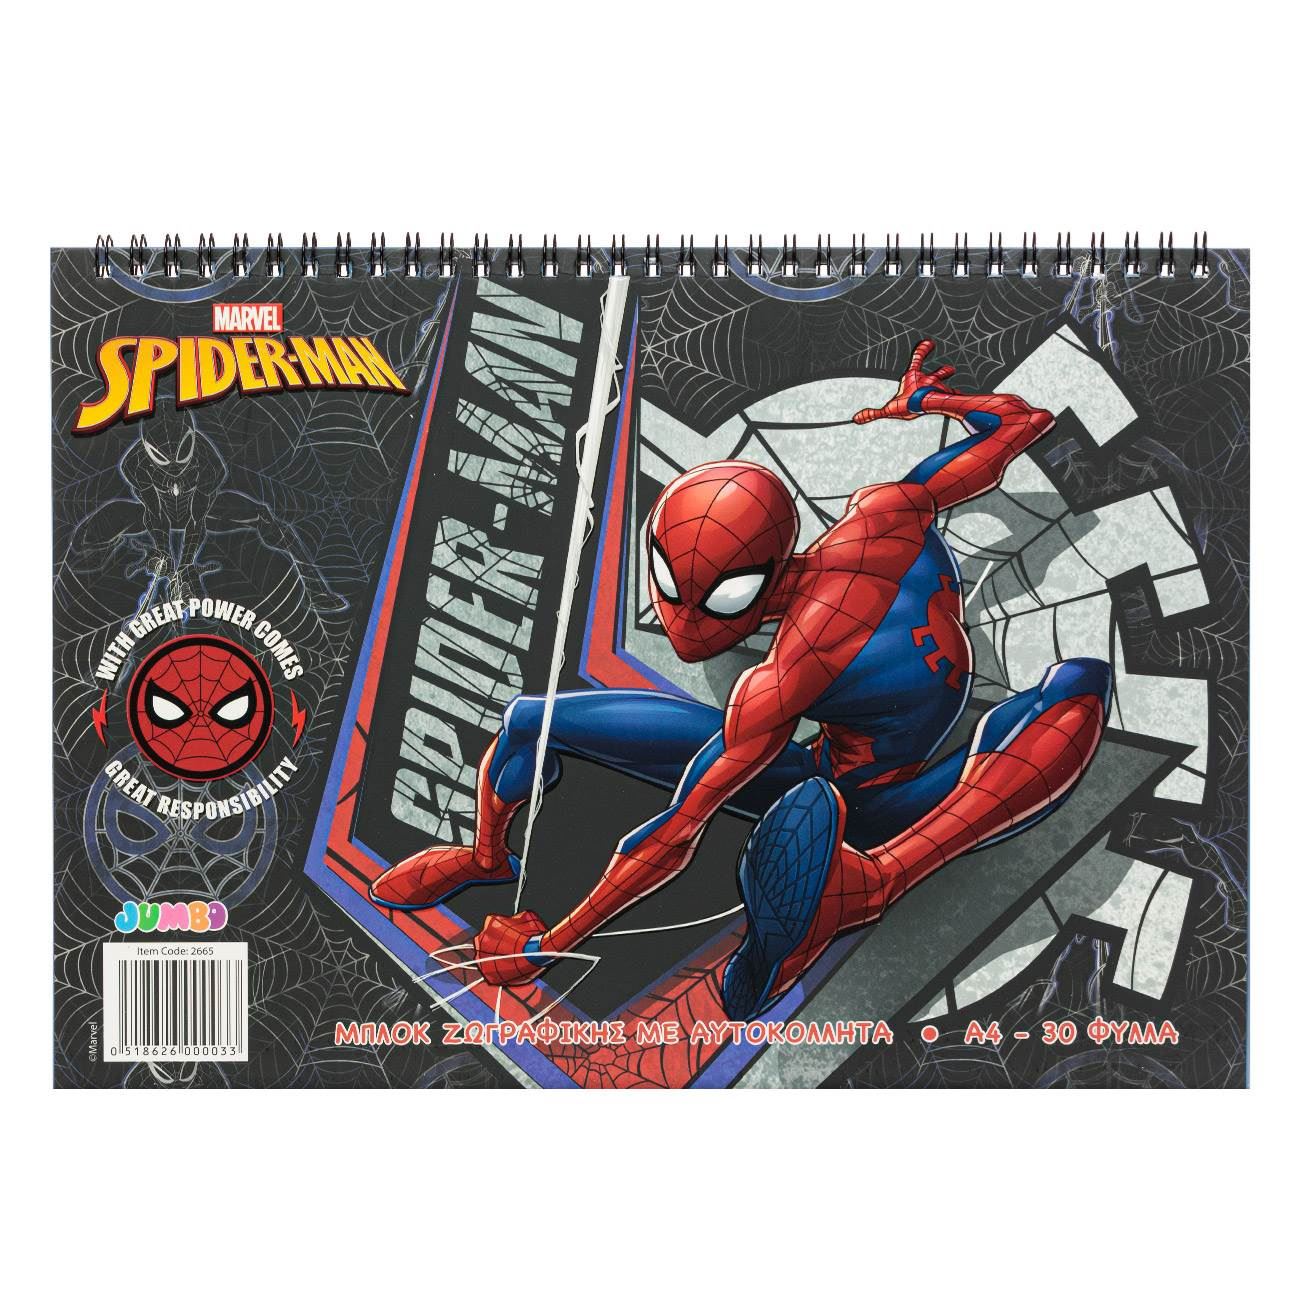 MARVEL
SPIDER-MAN
SPIDER-MAN
WITH GREAT POWER COMES
GREAT RESPONSIBILITY
JUMBO
Item Code: 2665
0 518626 000033
©Marvel
ΜΠΛΟΚ ΖΩΓΡΑΦΙΚΗΣ ΜΕ ΑΥΤΟΚΟΛΛΗΤΑ • Α4 - 30 ΦΥΛΛΑ